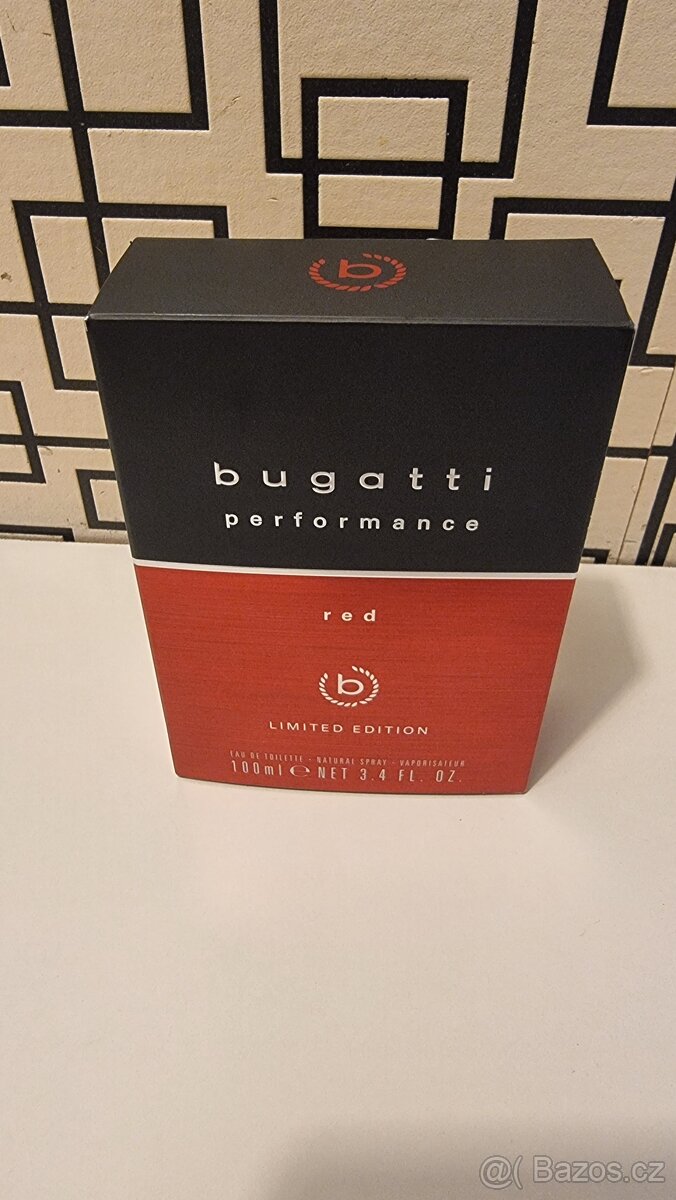 b
bugatti
performance
red
b
LIMITED EDITION
EAU DE TOILETTE - NATURAL SPRAY - VAPORISATEUR
100ml ℮ NET 3.4 FL. OZ.
@( Bazos.cz